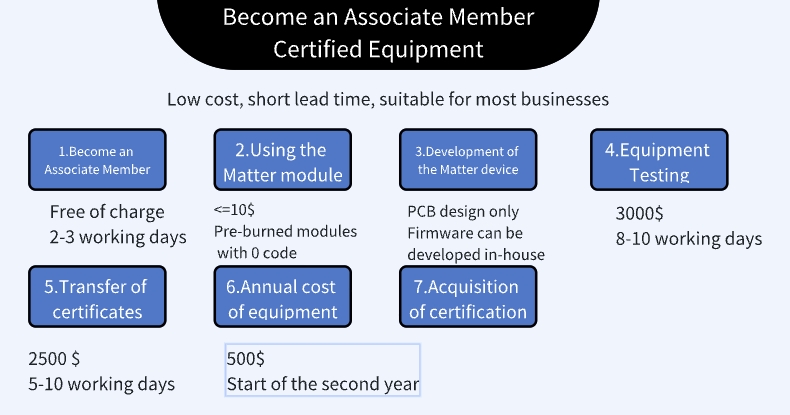 Become an Associate Member
Certified Equipment
Low cost, short lead time, suitable for most businesses
1.Become an
Associate Member
2.Using the
Matter module
3.Development of
the Matter device
4.Equipment
Testing
Free of charge
2-3 working days
<=10$
Pre-burned modules
with 0 code
PCB design only
Firmware can be
developed in-house
3000$
8-10 working days
5.Transfer of
certificates
6.Annual cost
of equipment
7.Acquisition
of certification
2500 $
5-10 working days
500$
Start of the second year